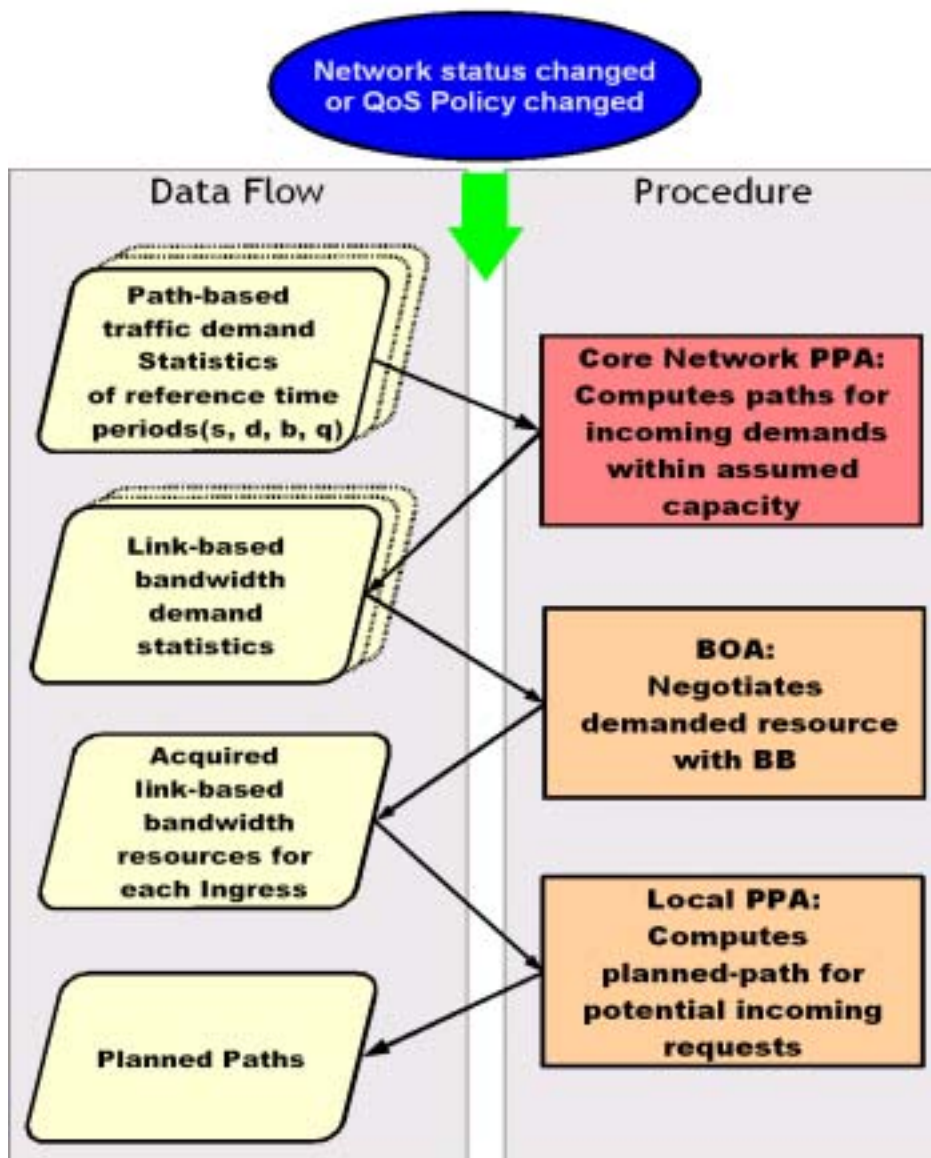 Network status changed
or QoS Policy changed
Data Flow
Procedure
Path-based
traffic demand
Statistics
of reference time
periods(s, d, b, q)
Core Network PPA:
Computes paths for
incoming demands
within assumed
capacity
Link-based
bandwidth
demand
statistics
BOA:
Negotiates
demanded resource
with BB
Acquired
link-based
bandwidth
resources for
each Ingress
Local PPA:
Computes
planned-path for
potential incoming
requests
Planned Paths